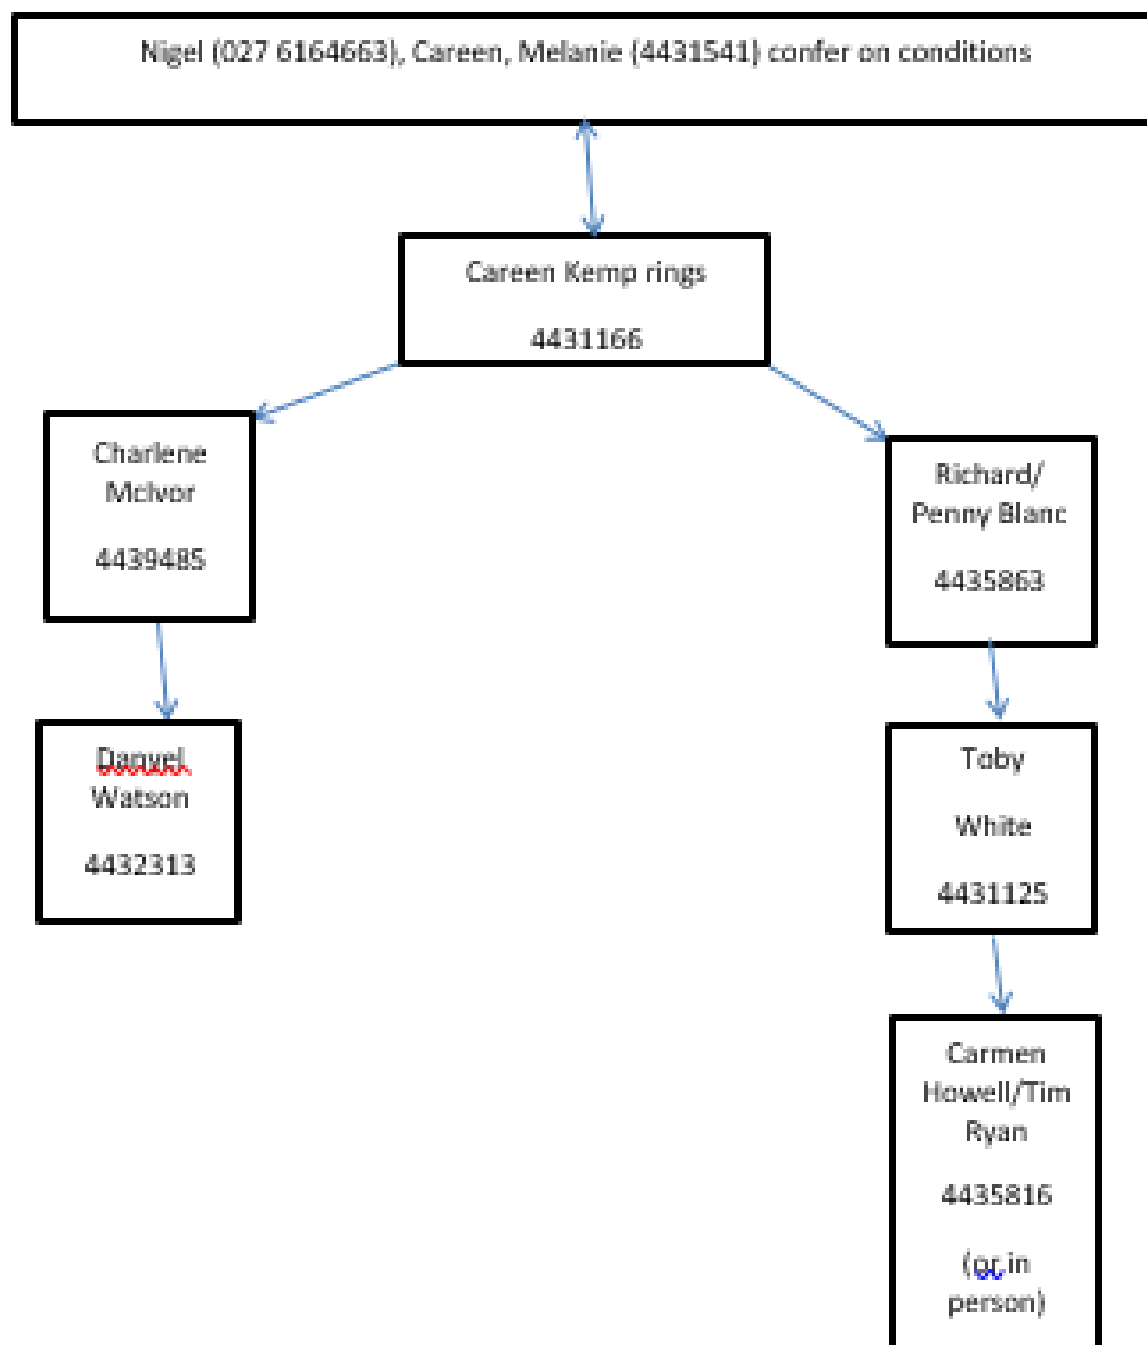 Nigel (027 6164663), Careen, Melanie (4431541) confer on conditions
Careen Kemp rings
4431166
Charlene
McIvor
4439485
Richard/
Penny Blanc
4435863
Danyel
Watson
4432313
Toby
White
4431125
Carmen
Howell/Tim
Ryan
4435816
(or in
person)